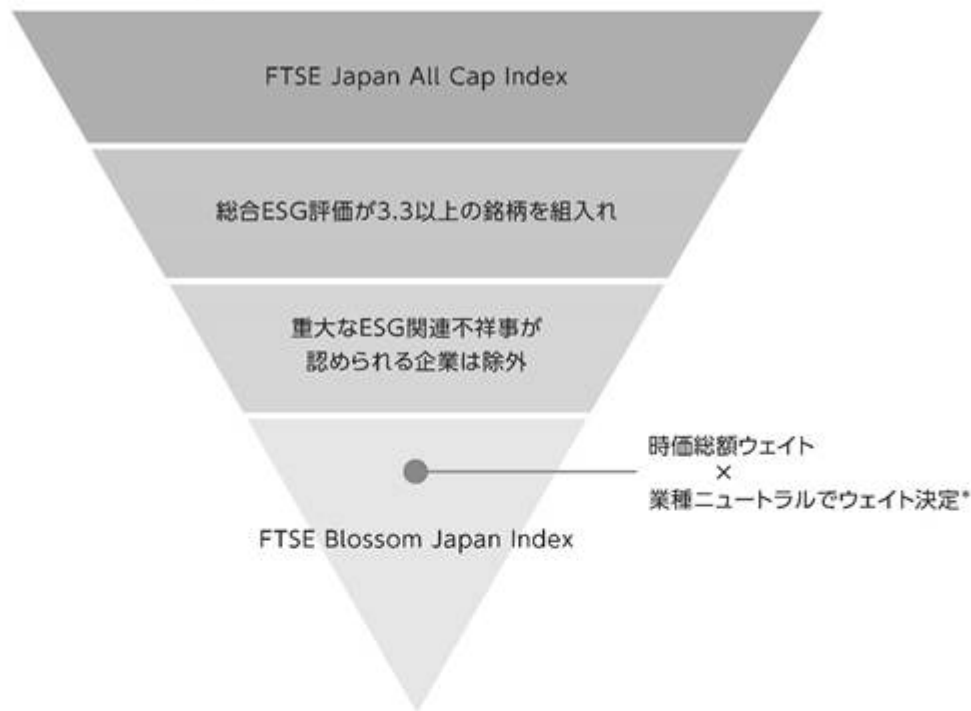 FTSE Japan All Cap Index
総合ESG評価が3.3以上の銘柄を組入れ
重大なESG関連不祥事が
認められる企業は除外
時価総額ウェイト
×
業種ニュートラルでウェイト決定*
FTSE Blossom Japan Index